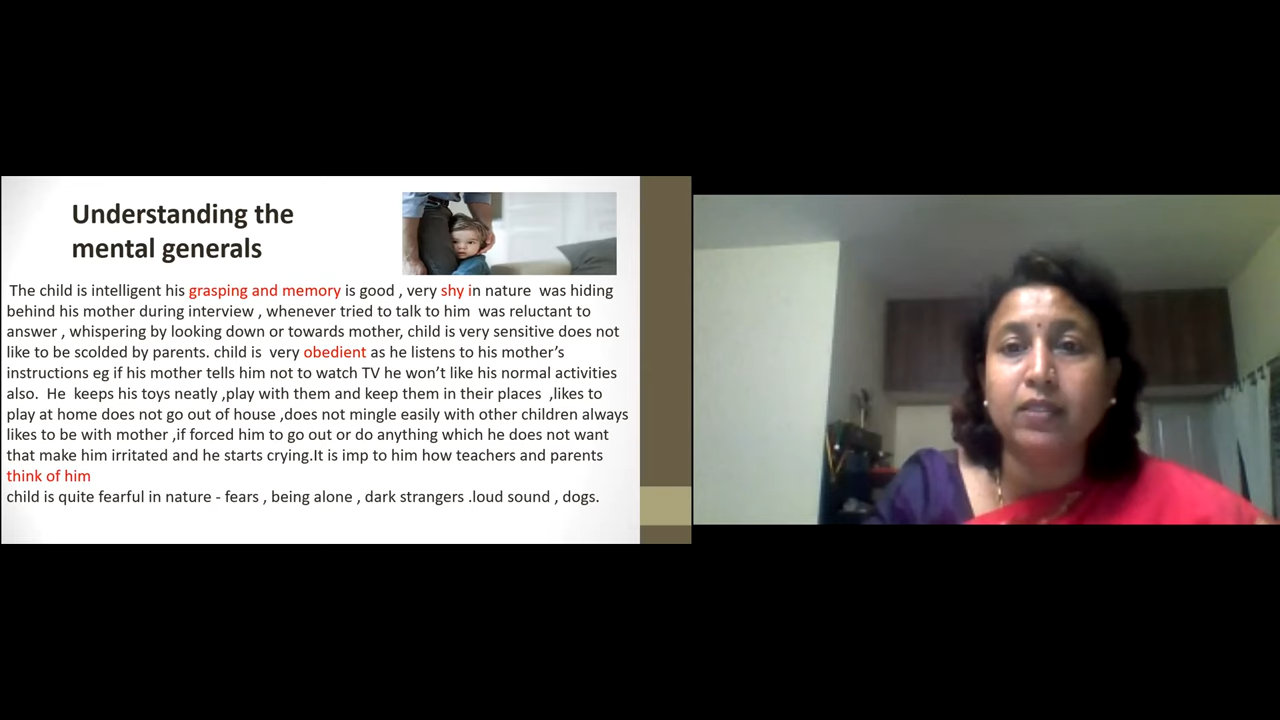 Understanding the
mental generals
The child is intelligent his grasping and memory is good , very shy in nature was hiding
behind his mother during interview , whenever tried to talk to him was reluctant to
answer , whispering by looking down or towards mother, child is very sensitive does not
like to be scolded by parents. child is very obedient as he listens to his mother’s
instructions eg if his mother tells him not to watch TV he won’t like his normal activities
also. He keeps his toys neatly ,play with them and keep them in their places ,likes to
play at home does not go out of house ,does not mingle easily with other children always
likes to be with mother ,if forced him to go out or do anything which he does not want
that make him irritated and he starts crying.It is imp to him how teachers and parents
think of him
child is quite fearful in nature - fears , being alone , dark strangers .loud sound , dogs.